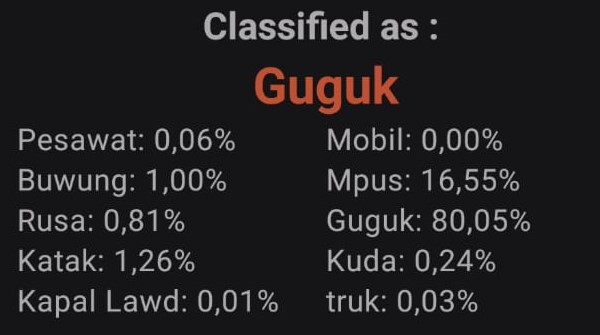 Classified as :
Guguk
Pesawat: 0,06% Mobil: 0,00%
Buwung: 1,00% Mpus: 16,55%
Rusa: 0,81% Guguk: 80,05%
Katak: 1,26% Kuda: 0,24%
Kapal Lawd: 0,01% truk: 0,03%